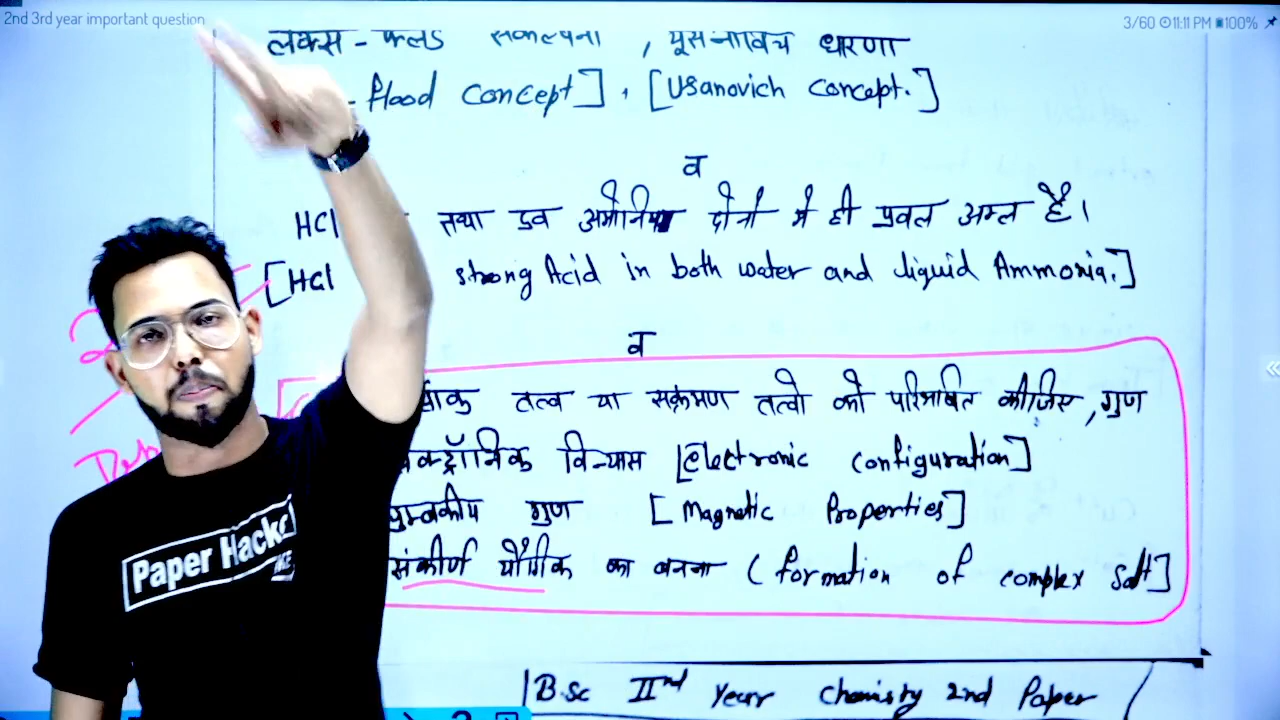 2nd 3rd year important question
3/60 11:11 PM 100%
लक्स - फ्लड संकल्पना , यूसेनोविच धारणा
- flood Concept] , [Usanovich Concept.]
व
HCl तथा द्रव अमोनिया दोनों में ही प्रबल अम्ल है।
[HCl strong Acid in both water and liquid Ammonia.]
व
तत्व या संक्रमण तत्वो को परिभाषित कीजिए, गुण
विन्यास [Electronic Configuration]
चुम्बकीय गुण [Magnetic Properties]
संकीर्ण यौगिक का बनना (formation of complex Salt]
Paper Hacke
B.Sc IInd Year Chemistry 2nd Paper